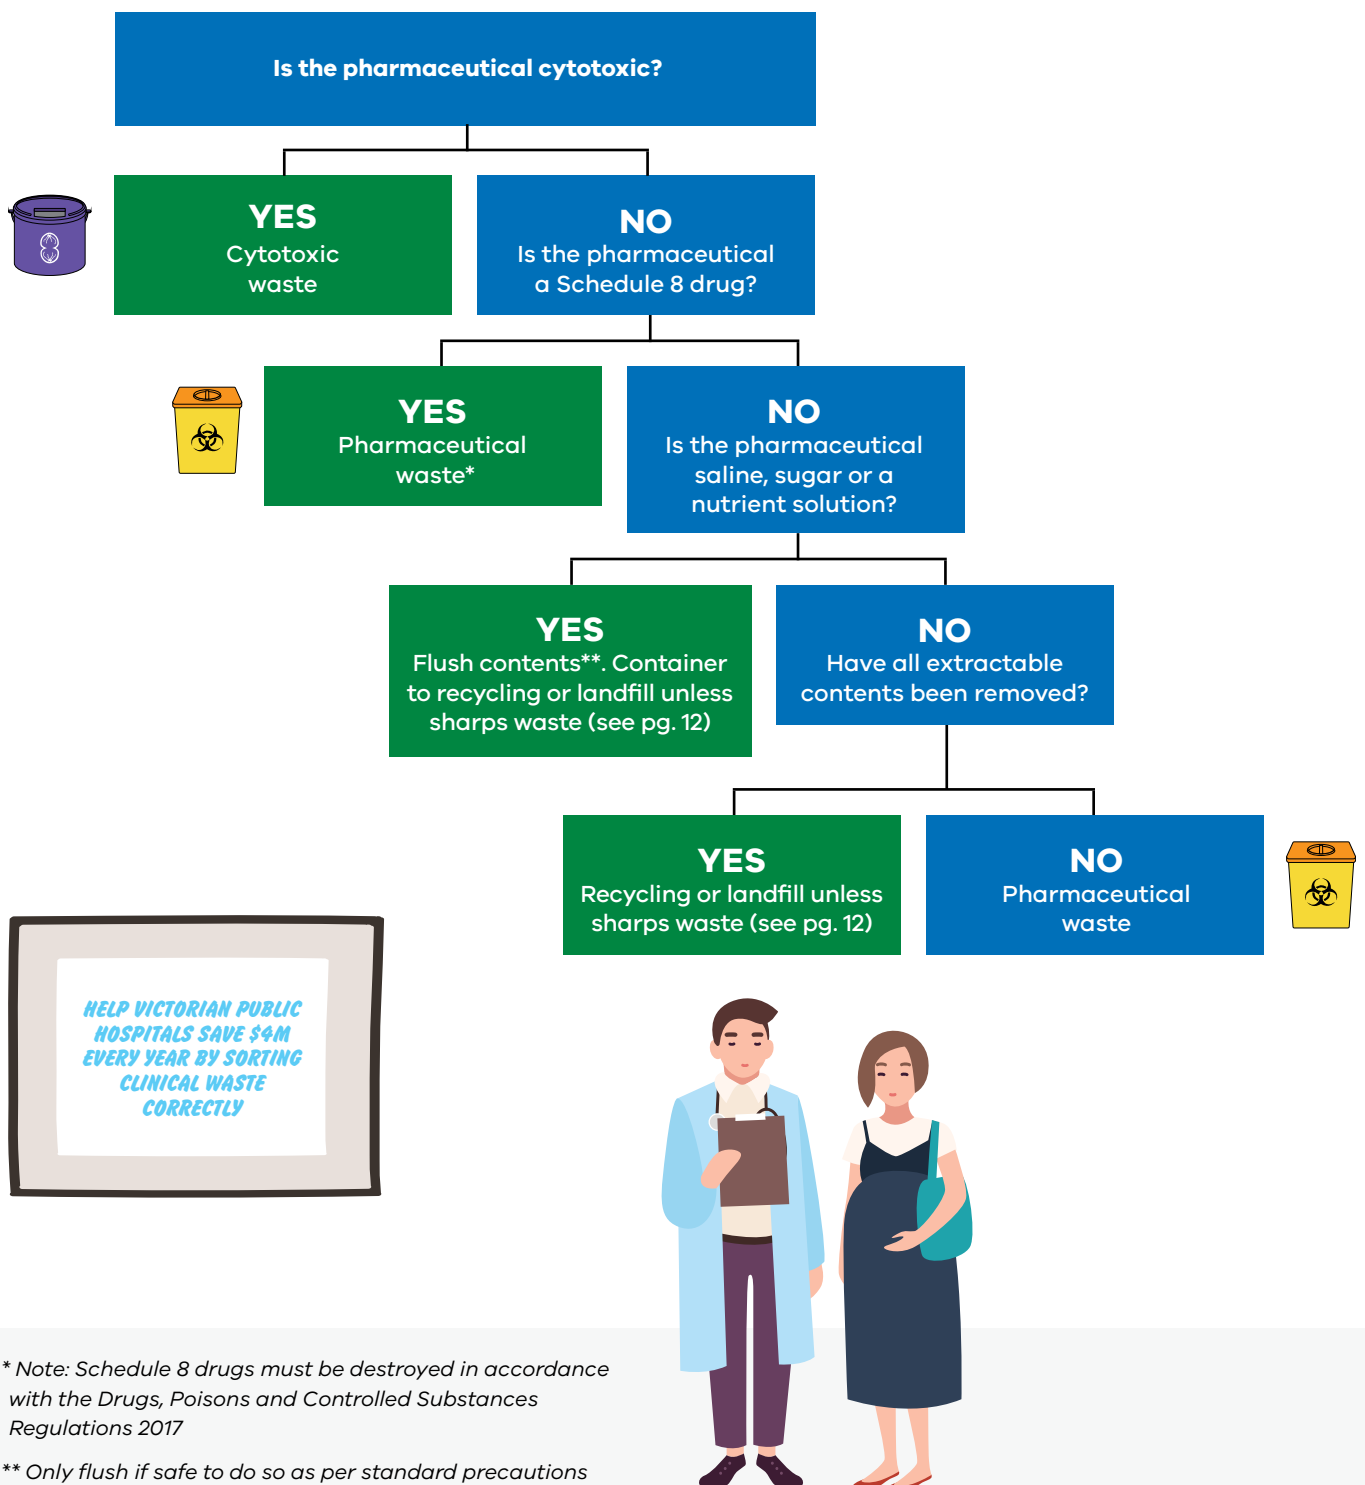 Is the pharmaceutical cytotoxic?
YES
Cytotoxic
waste
NO
Is the pharmaceutical
a Schedule 8 drug?
YES
Pharmaceutical
waste*
NO
Is the pharmaceutical
saline, sugar or a
nutrient solution?
YES
Flush contents**. Container
to recycling or landfill unless
sharps waste (see pg. 12)
NO
Have all extractable
contents been removed?
YES
Recycling or landfill unless
sharps waste (see pg. 12)
NO
Pharmaceutical
waste
HELP VICTORIAN PUBLIC
HOSPITALS SAVE $4M
EVERY YEAR BY SORTING
CLINICAL WASTE
CORRECTLY
* Note: Schedule 8 drugs must be destroyed in accordance
with the Drugs, Poisons and Controlled Substances
Regulations 2017
** Only flush if safe to do so as per standard precautions